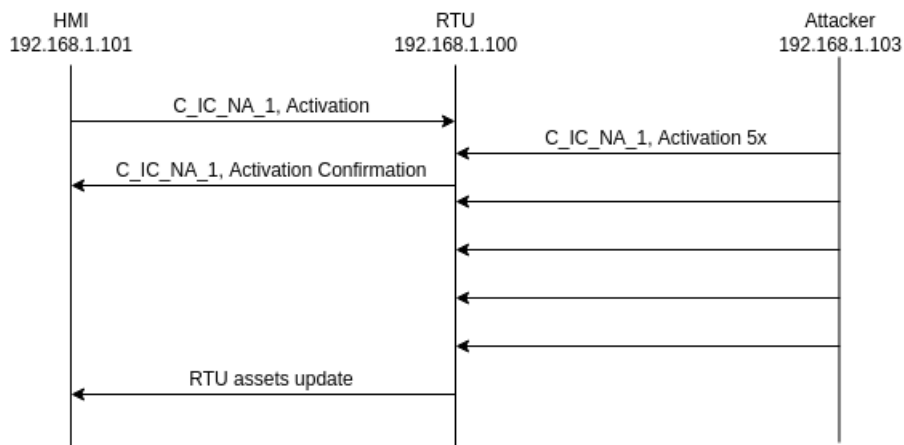 HMI
192.168.1.101
RTU
192.168.1.100
Attacker
192.168.1.103
C_IC_NA_1, Activation
C_IC_NA_1, Activation 5x
C_IC_NA_1, Activation Confirmation
RTU assets update